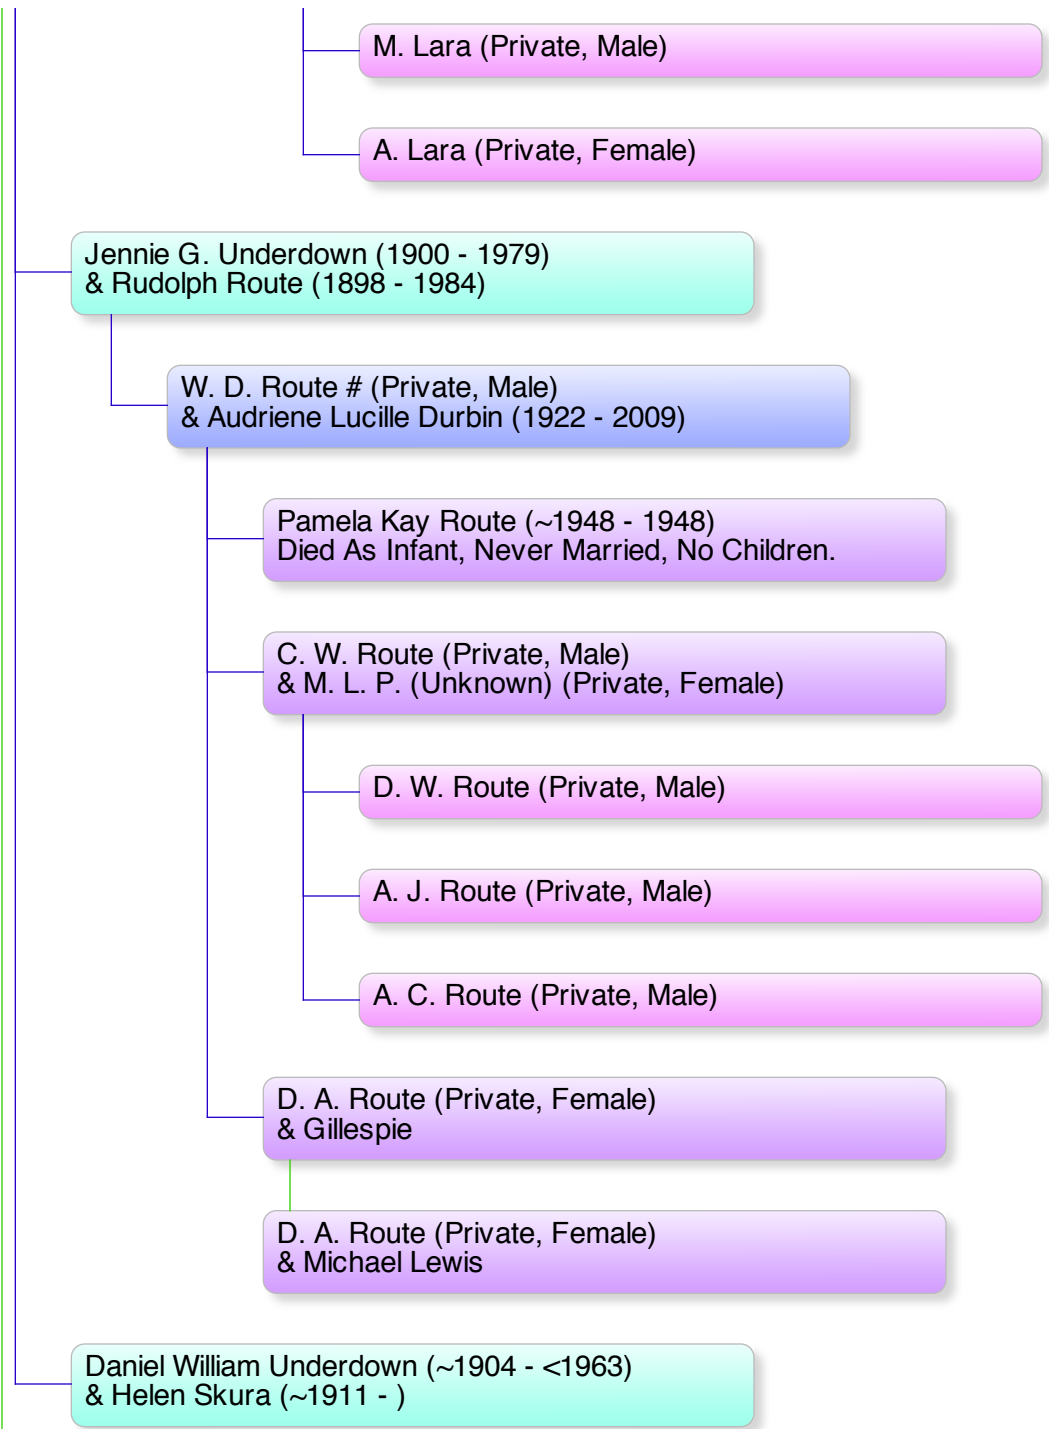 M. Lara (Private, Male)
A. Lara (Private, Female)
Jennie G. Underdown (1900 - 1979)
& Rudolph Route (1898 - 1984)
W. D. Route # (Private, Male)
& Audriene Lucille Durbin (1922 - 2009)
Pamela Kay Route (~1948 - 1948)
Died As Infant, Never Married, No Children.
C. W. Route (Private, Male)
& M. L. P. (Unknown) (Private, Female)
D. W. Route (Private, Male)
A. J. Route (Private, Male)
A. C. Route (Private, Male)
D. A. Route (Private, Female)
& Gillespie
D. A. Route (Private, Female)
& Michael Lewis
Daniel William Underdown (~1904 - <1963)
& Helen Skura (~1911 - )